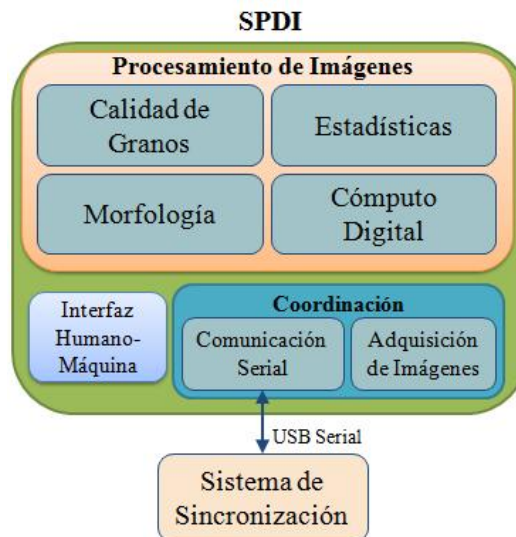 SPDI
Procesamiento de Imágenes
Calidad de
Granos
Estadísticas
Morfología
Cómputo
Digital
Interfaz
Humano-
Máquina
Coordinación
Comunicación
Serial
Adquisición
de Imágenes
USB Serial
Sistema de
Sincronización